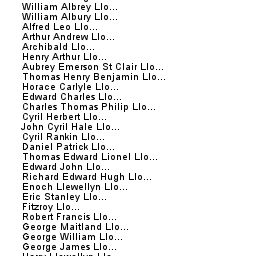 William Albrey Llo...
William Albury Llo...
Alfred Leo Llo...
Arthur Andrew Llo...
Archibald Llo...
Henry Arthur Llo...
Aubrey Emerson St Clair Llo...
Thomas Henry Benjamin Llo...
Horace Carlyle Llo...
Edward Charles Llo...
Charles Thomas Philip Llo...
Cyril Herbert Llo...
John Cyril Hale Llo...
Cyril Rankin Llo...
Daniel Patrick Llo...
Thomas Edward Lionel Llo...
Edward John Llo...
Richard Edward Hugh Llo...
Enoch Llewellyn Llo...
Eric Stanley Llo...
Fitzroy Llo...
Robert Francis Llo...
George Maitland Llo...
George William Llo...
George James Llo...